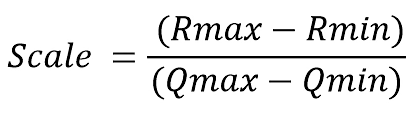 Scale = (Rmax − Rmin) / (Qmax − Qmin)